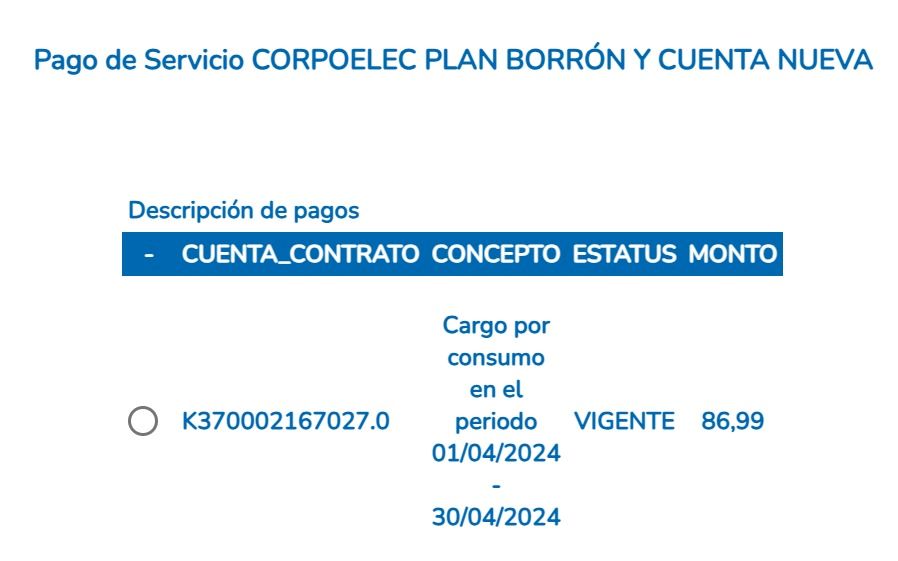 Pago de Servicio CORPOELEC PLAN BORRÓN Y CUENTA NUEVA
Descripción de pagos
- CUENTA_CONTRATO CONCEPTO ESTATUS MONTO
Cargo por
consumo
en el
K370002167027.0 periodo VIGENTE 86,99
01/04/2024
-
30/04/2024